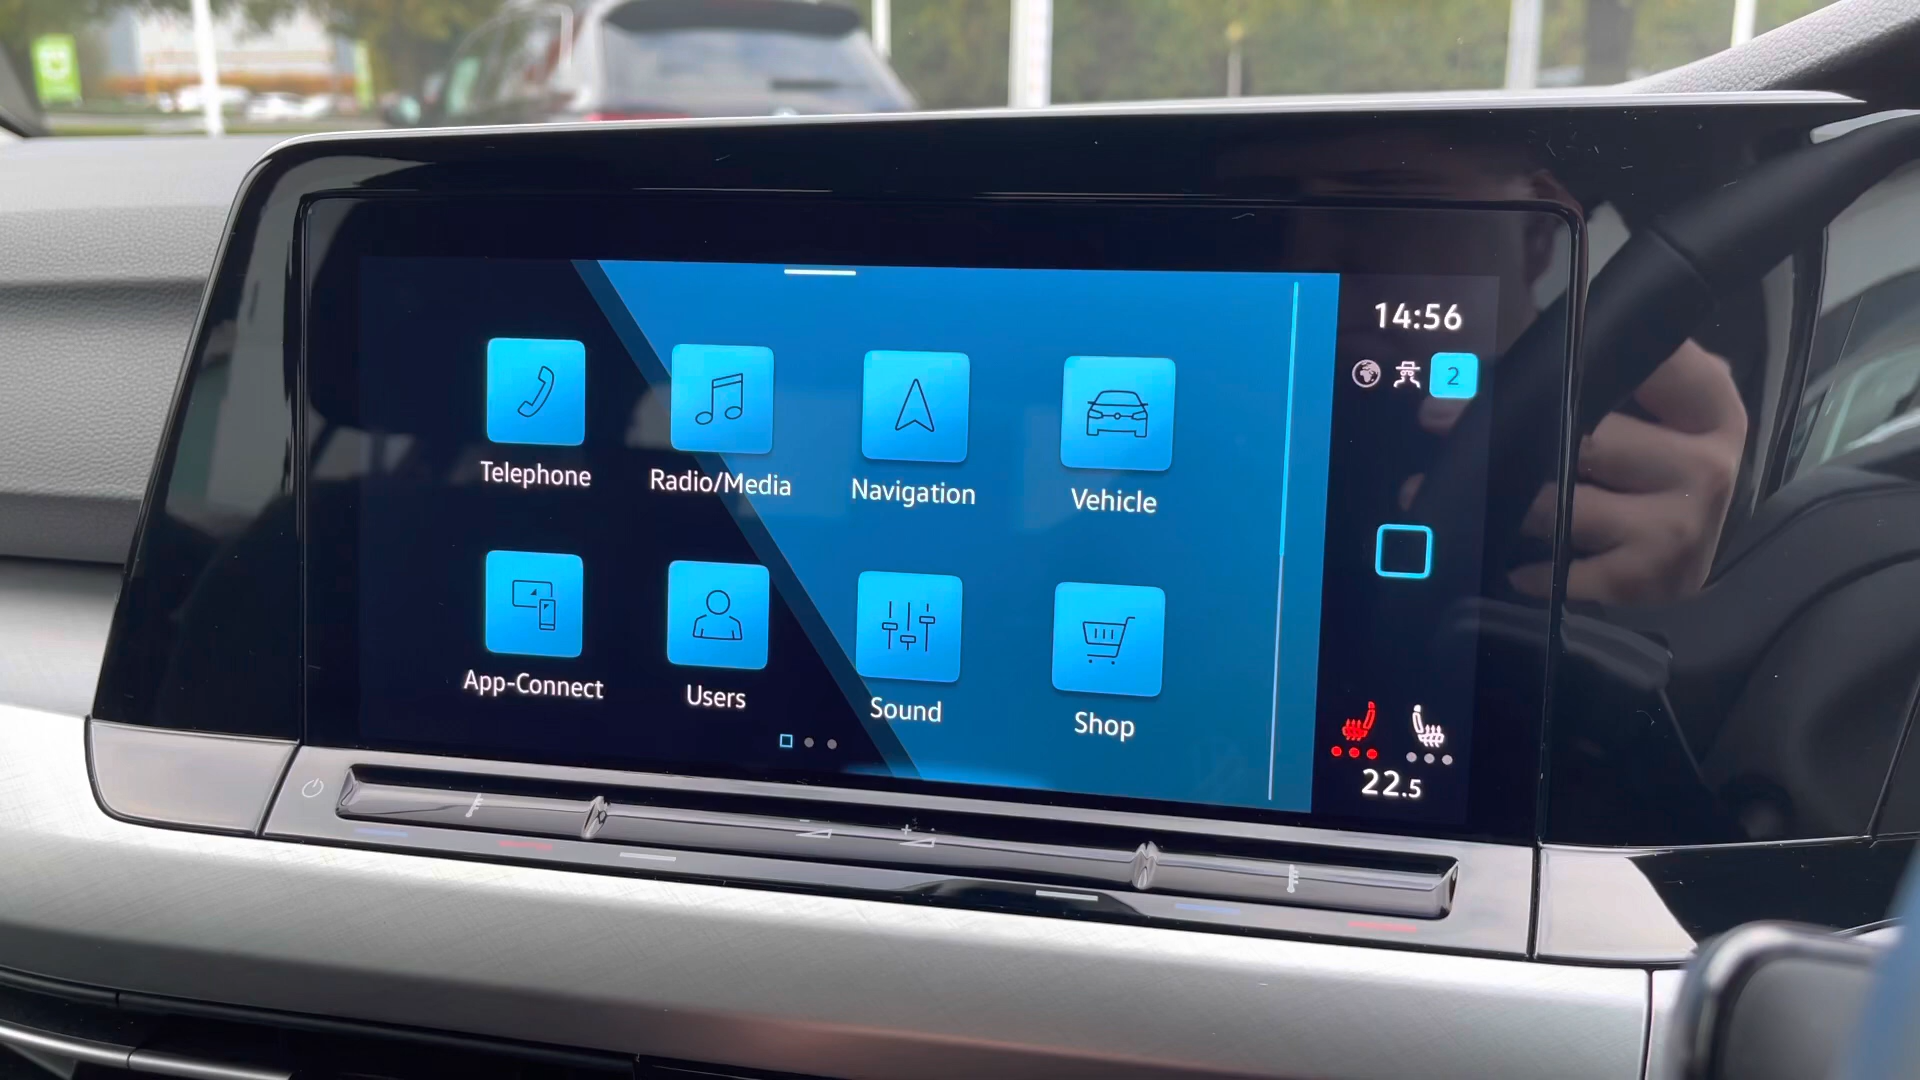 14:56
2
Telephone
Radio/Media
Navigation
Vehicle
App-Connect
Users
Sound
Shop
22.5